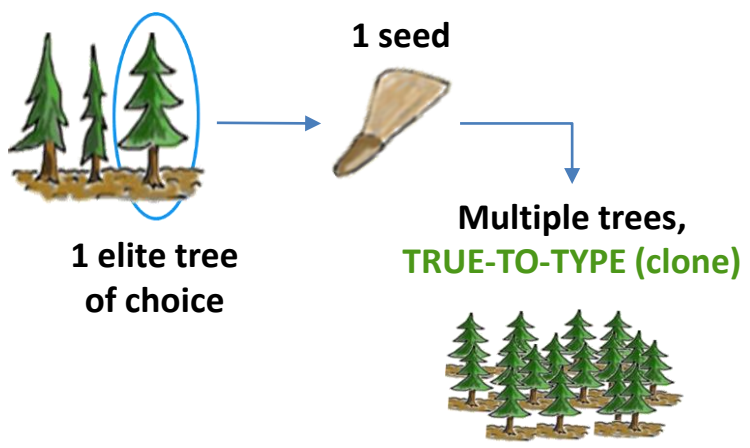 1 seed
1 elite tree
of choice
Multiple trees,
TRUE-TO-TYPE (clone)